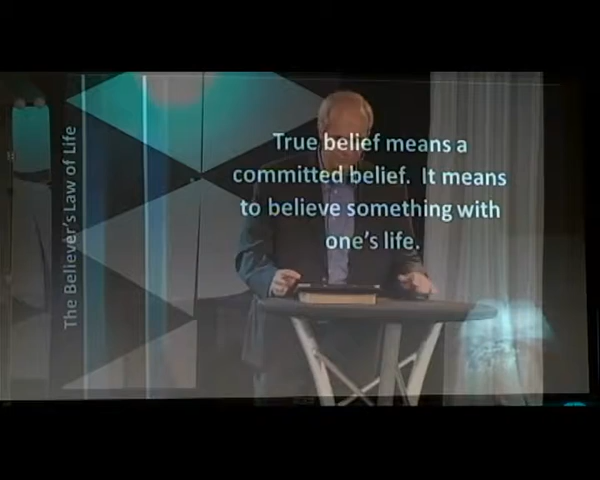 The Believer's Law of Life
True belief means a
committed belief. It means
to believe something with
one's life.